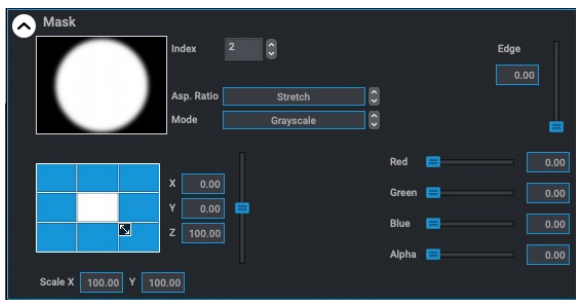 Mask
Index 2
Edge
0.00
Asp. Ratio Stretch
Mode Grayscale
X 0.00
Y 0.00
Z 100.00
Red 0.00
Green 0.00
Blue 0.00
Alpha 0.00
Scale X 100.00 Y 100.00